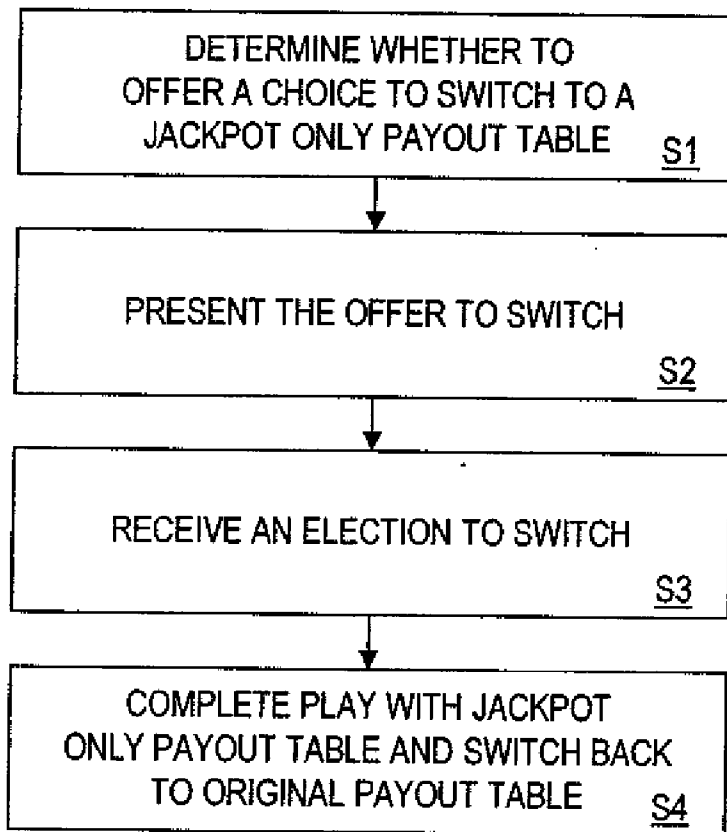 DETERMINE WHETHER TO
OFFER A CHOICE TO SWITCH TO A
JACKPOT ONLY PAYOUT TABLE
S1
PRESENT THE OFFER TO SWITCH
S2
RECEIVE AN ELECTION TO SWITCH
S3
COMPLETE PLAY WITH JACKPOT
ONLY PAYOUT TABLE AND SWITCH BACK
TO ORIGINAL PAYOUT TABLE
S4